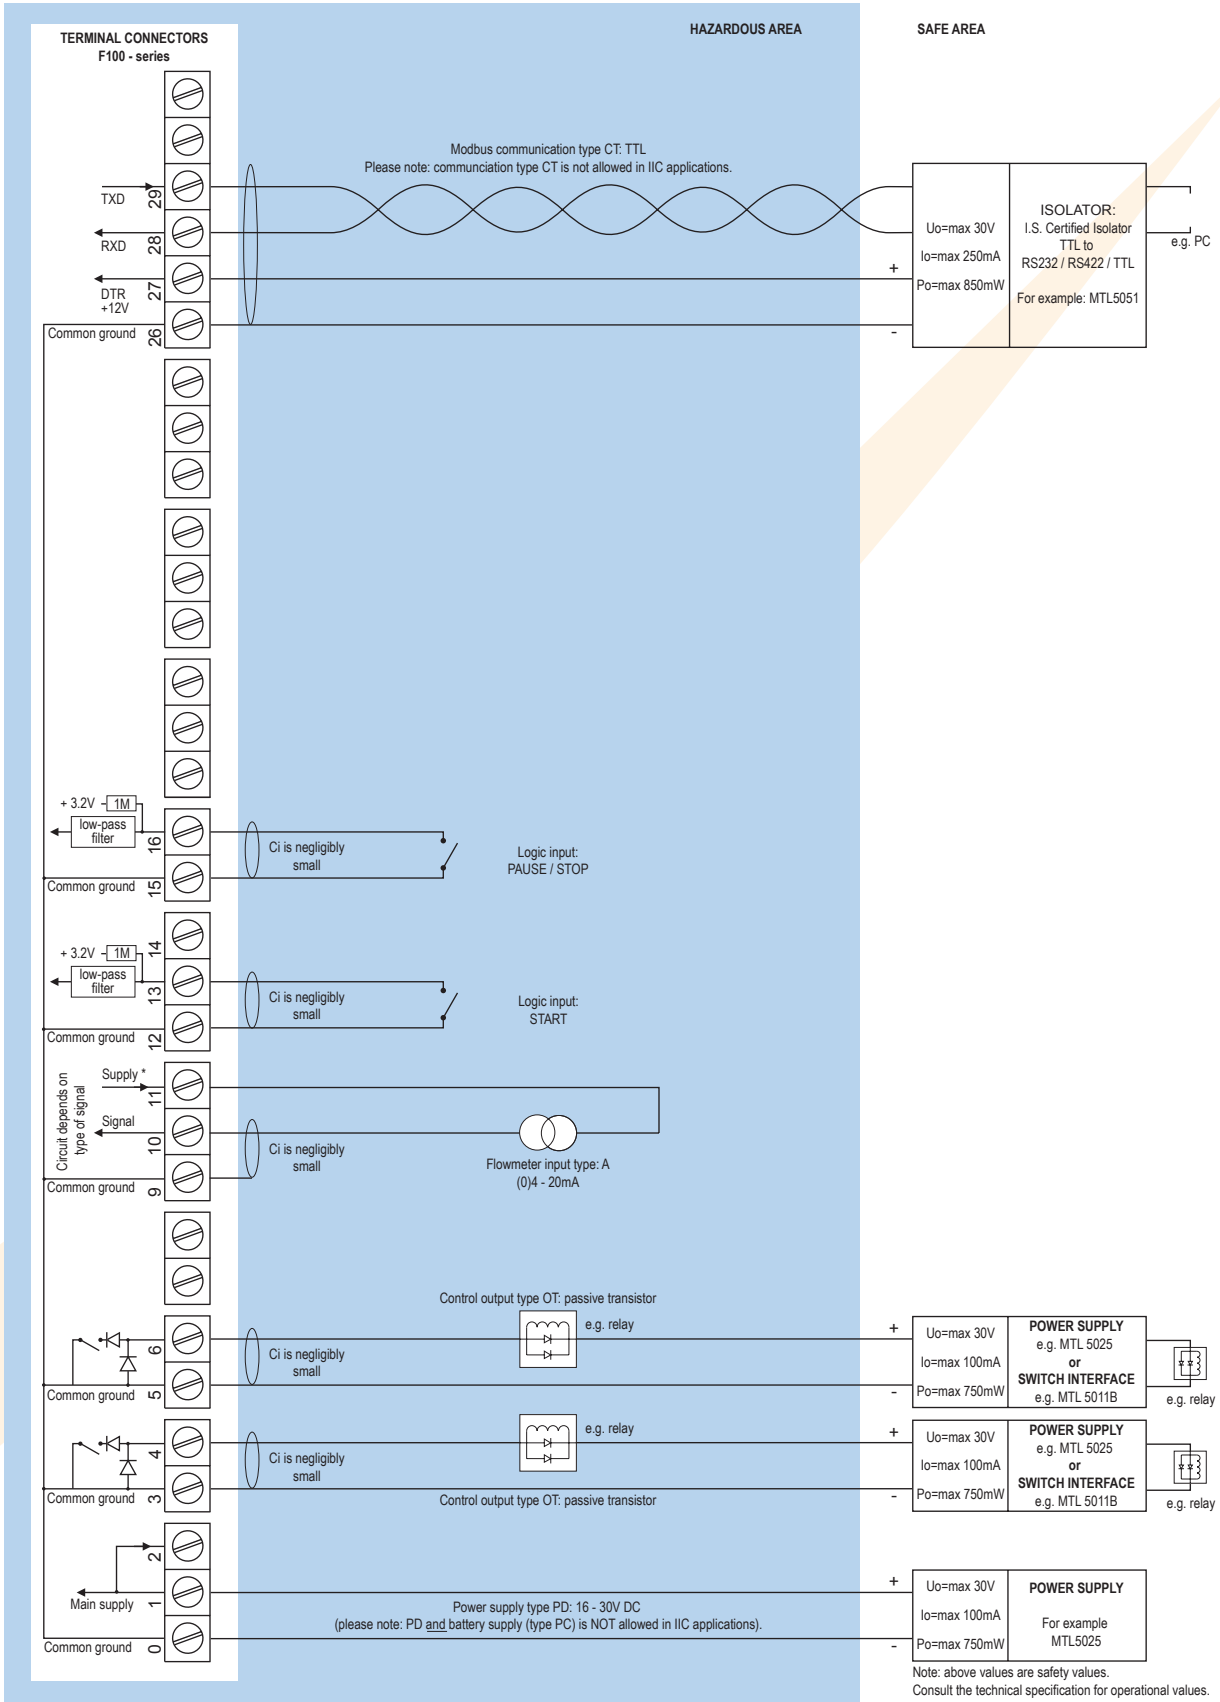 TERMINAL CONNECTORS
F100 - series
HAZARDOUS AREA
SAFE AREA
Modbus communication type CT: TTL
Please note: communciation type CT is not allowed in IIC applications.
TXD
29
RXD
28
DTR
+12V
27
Common ground
26
+
-
Uo=max 30V
Io=max 250mA
Po=max 850mW
ISOLATOR:
I.S. Certified Isolator
TTL to
RS232 / RS422 / TTL
For example: MTL5051
e.g. PC
+ 3.2V
1M
low-pass
filter
16
Common ground
15
Ci is negligibly
small
Logic input:
PAUSE / STOP
14
+ 3.2V
1M
low-pass
filter
13
Common ground
12
Ci is negligibly
small
Logic input:
START
Circuit depends on
type of signal
Supply *
11
Signal
10
Common ground
9
Ci is negligibly
small
Flowmeter input type: A
(0)4 - 20mA
Control output type OT: passive transistor
e.g. relay
6
Common ground
5
Ci is negligibly
small
+
-
Uo=max 30V
Io=max 100mA
Po=max 750mW
POWER SUPPLY
e.g. MTL 5025
or
SWITCH INTERFACE
e.g. MTL 5011B
e.g. relay
e.g. relay
4
Common ground
3
Ci is negligibly
small
Control output type OT: passive transistor
+
-
Uo=max 30V
Io=max 100mA
Po=max 750mW
POWER SUPPLY
e.g. MTL 5025
or
SWITCH INTERFACE
e.g. MTL 5011B
e.g. relay
2
Main supply
1
Common ground
0
Power supply type PD: 16 - 30V DC
(please note: PD and battery supply (type PC) is NOT allowed in IIC applications).
+
-
Uo=max 30V
Io=max 100mA
Po=max 750mW
POWER SUPPLY
For example
MTL5025
Note: above values are safety values.
Consult the technical specification for operational values.